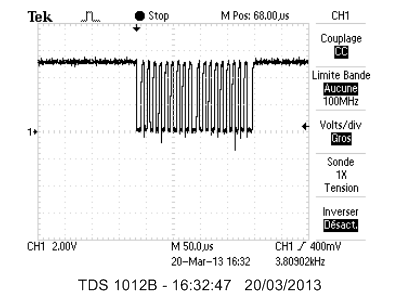 Tek Stop M Pos: 68.00µs CH1
Couplage
CC
Limite Bande
Aucune
100MHz
Volts/div
Gros
1
Sonde
1X
Tension
Inverser
Désact.
CH1 2.00V M 50.0µs CH1 400mV
20-Mar-13 16:32 3.80902kHz
TDS 1012B - 16:32:47 20/03/2013